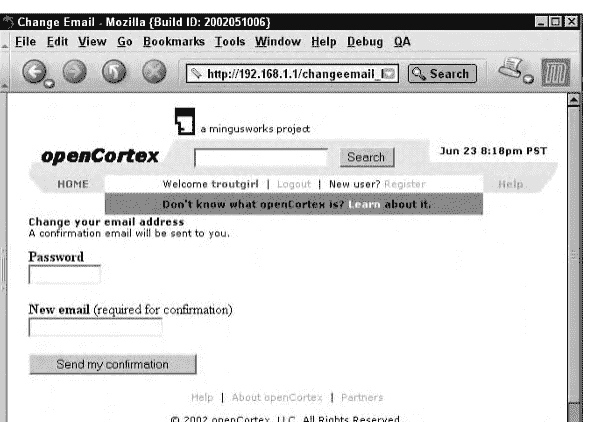 Change Email - Mozilla {Build ID: 2002051006}
File Edit View Go Bookmarks Tools Window Help Debug QA
http://192.168.1.1/changeemail_ Search
a mingusworks project
openCortex Search Jun 23 8:18pm PST
HOME Welcome troutgirl | Logout | New user? Register Help
Don't know what openCortex is? Learn about it.
Change your email address
A confirmation email will be sent to you.
Password
New email (required for confirmation)
Send my confirmation
Help | About openCortex | Partners
© 2002 openCortex, LLC. All Rights Reserved